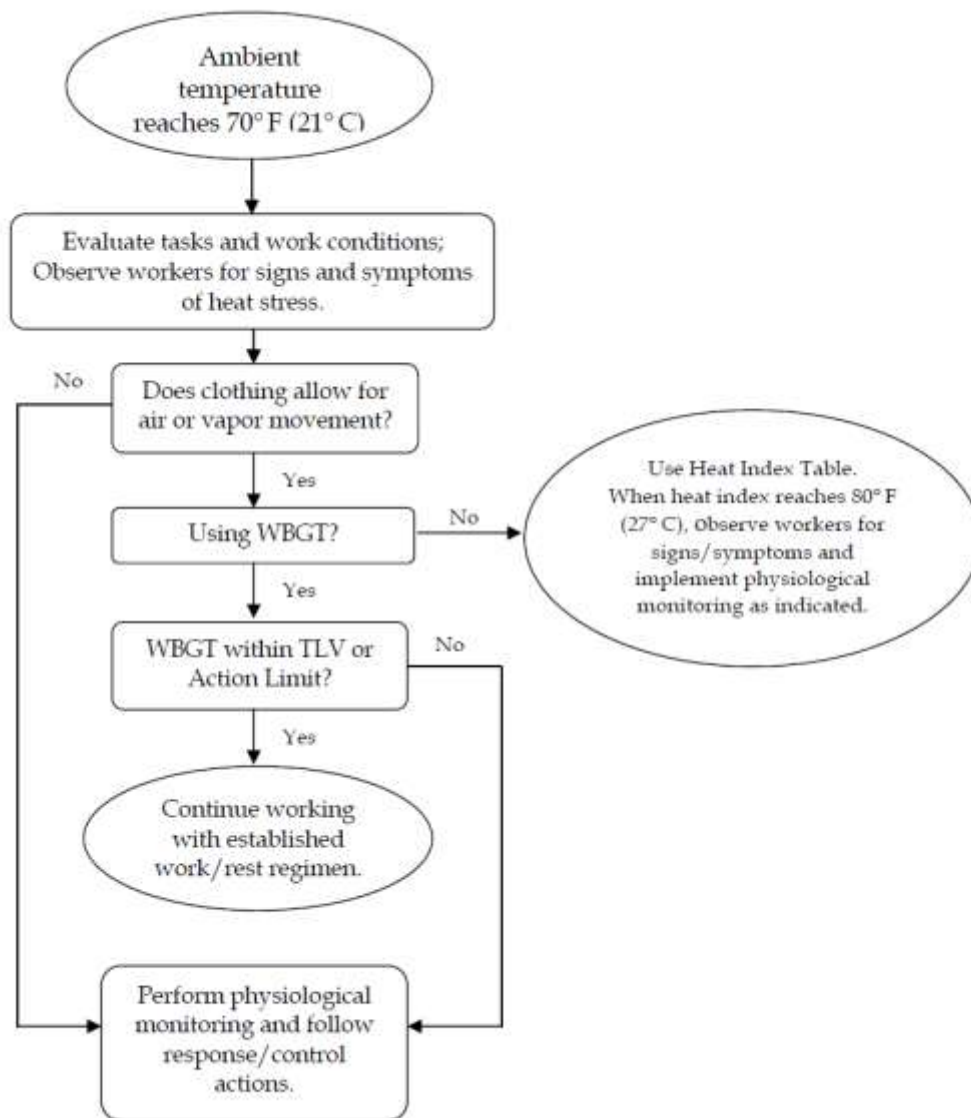 Ambient
temperature
reaches 70° F (21° C)
Evaluate tasks and work conditions;
Observe workers for signs and symptoms
of heat stress.
No
Does clothing allow for
air or vapor movement?
Yes
Using WBGT?
No
Use Heat Index Table.
When heat index reaches 80° F
(27° C), Observe workers for
signs/symptoms and
implement physiological
monitoring as indicated.
Yes
WBGT within TLV or
Action Limit?
No
Yes
Continue working
with established
work/rest regimen.
Perform physiological
monitoring and follow
response/control
actions.